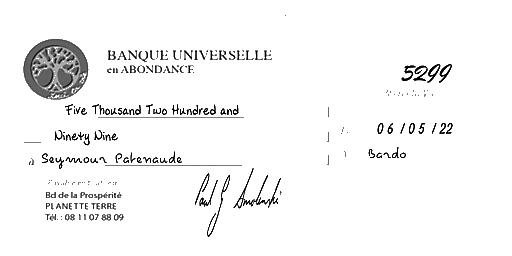 BANQUE UNIVERSELLE
en ABONDANCE
5299
Five Thousand Two Hundred and
Ninety Nine
06/05/22
à Seymour Patenaude
Bardo
Bd de la Prospérité
PLANETTE TERRE
Tél. : 08 11 07 88 09
Paul G Smolenski